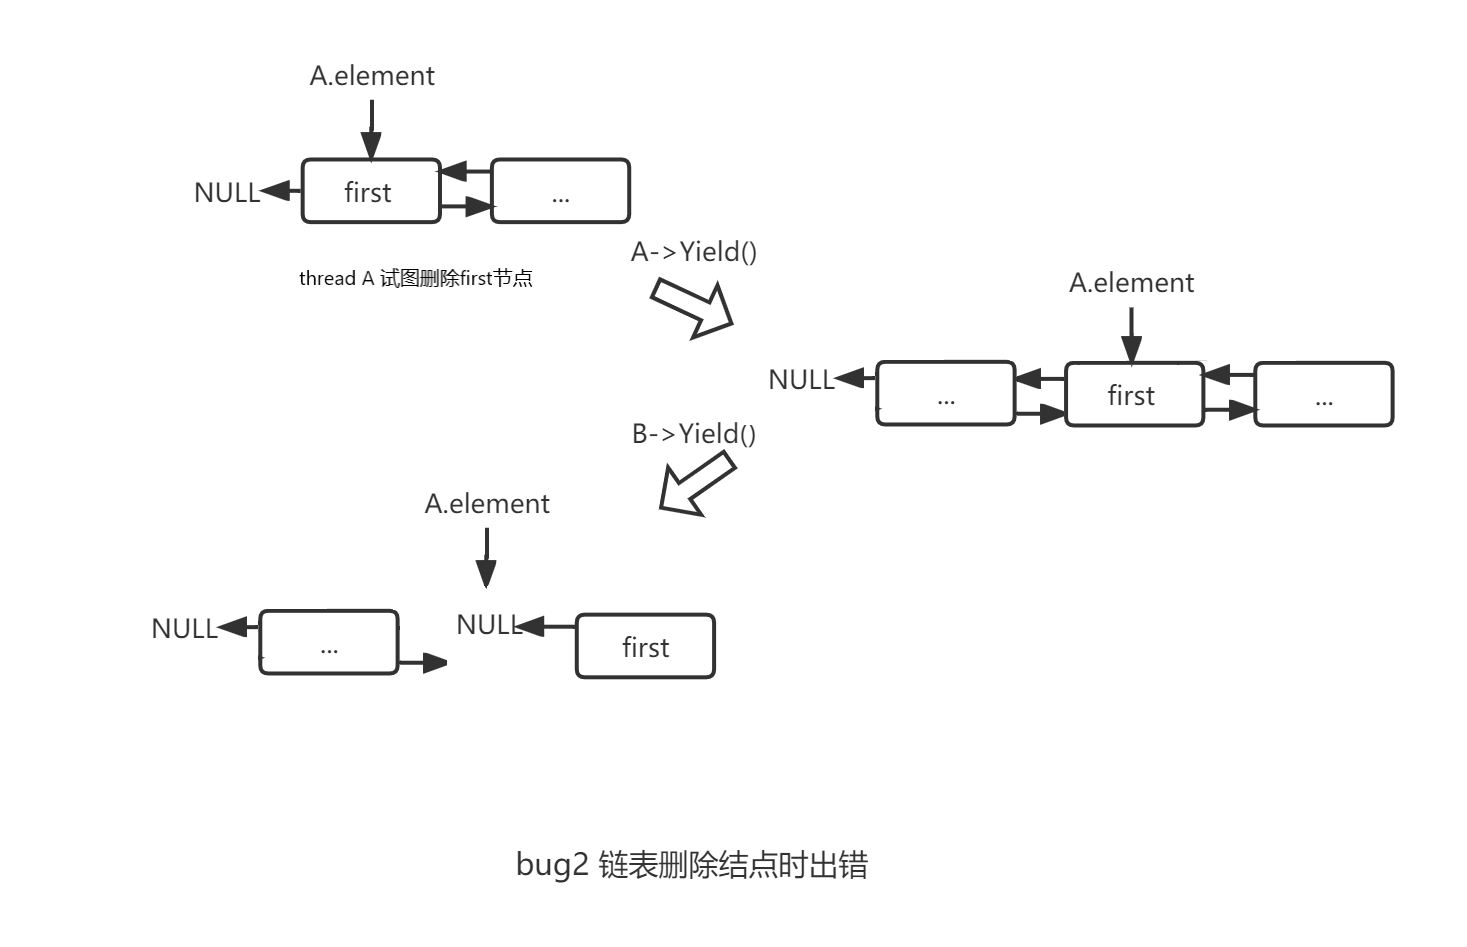 A.element
NULL
first
...
thread A 试图删除first节点
A->Yield()
A.element
NULL
...
first
...
B->Yield()
A.element
NULL
...
NULL
first
bug2 链表删除结点时出错